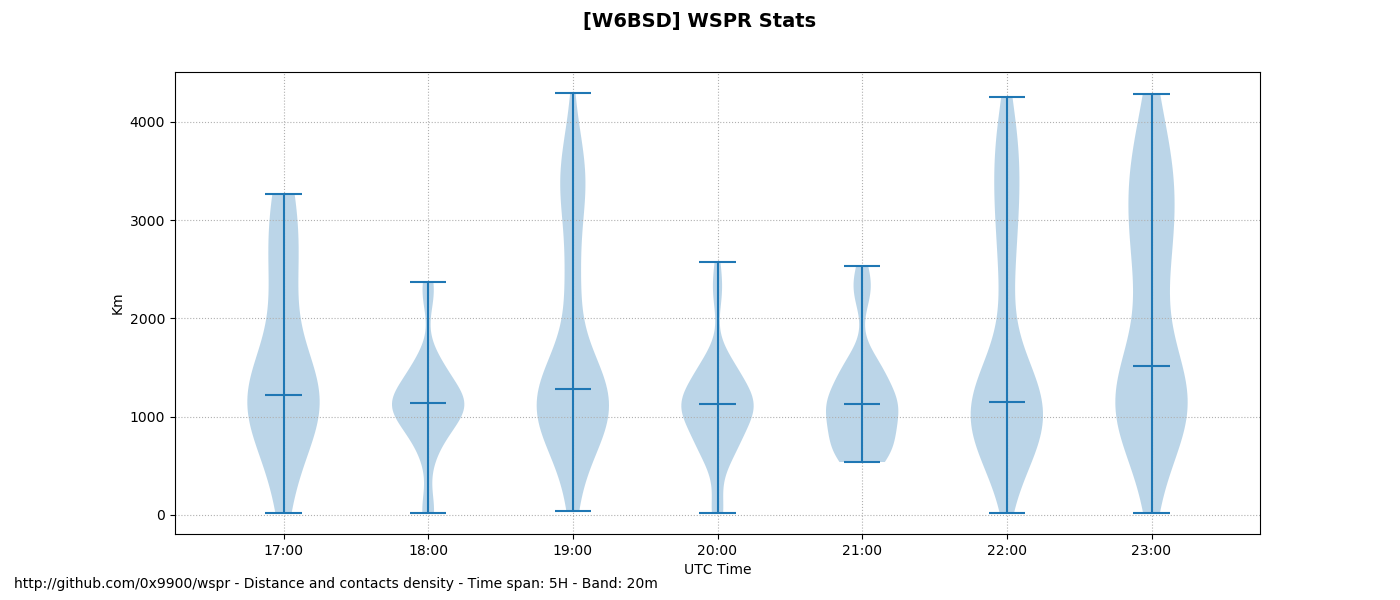 [W6BSD] WSPR Stats
4000
3000
2000
1000
0
Km
17:00 18:00 19:00 20:00 21:00 22:00 23:00
UTC Time
http://github.com/0x9900/wspr - Distance and contacts density - Time span: 5H - Band: 20m